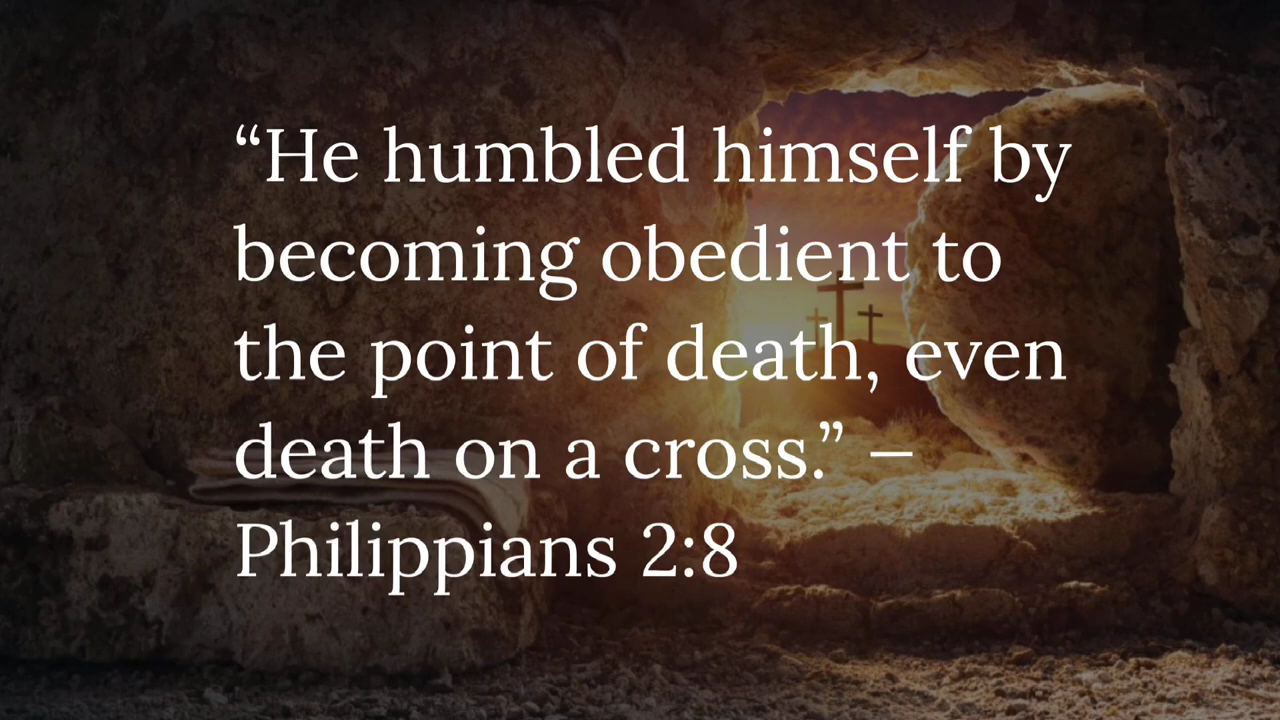 “He humbled himself by
becoming obedient to
the point of death, even
death on a cross.” –
Philippians 2:8